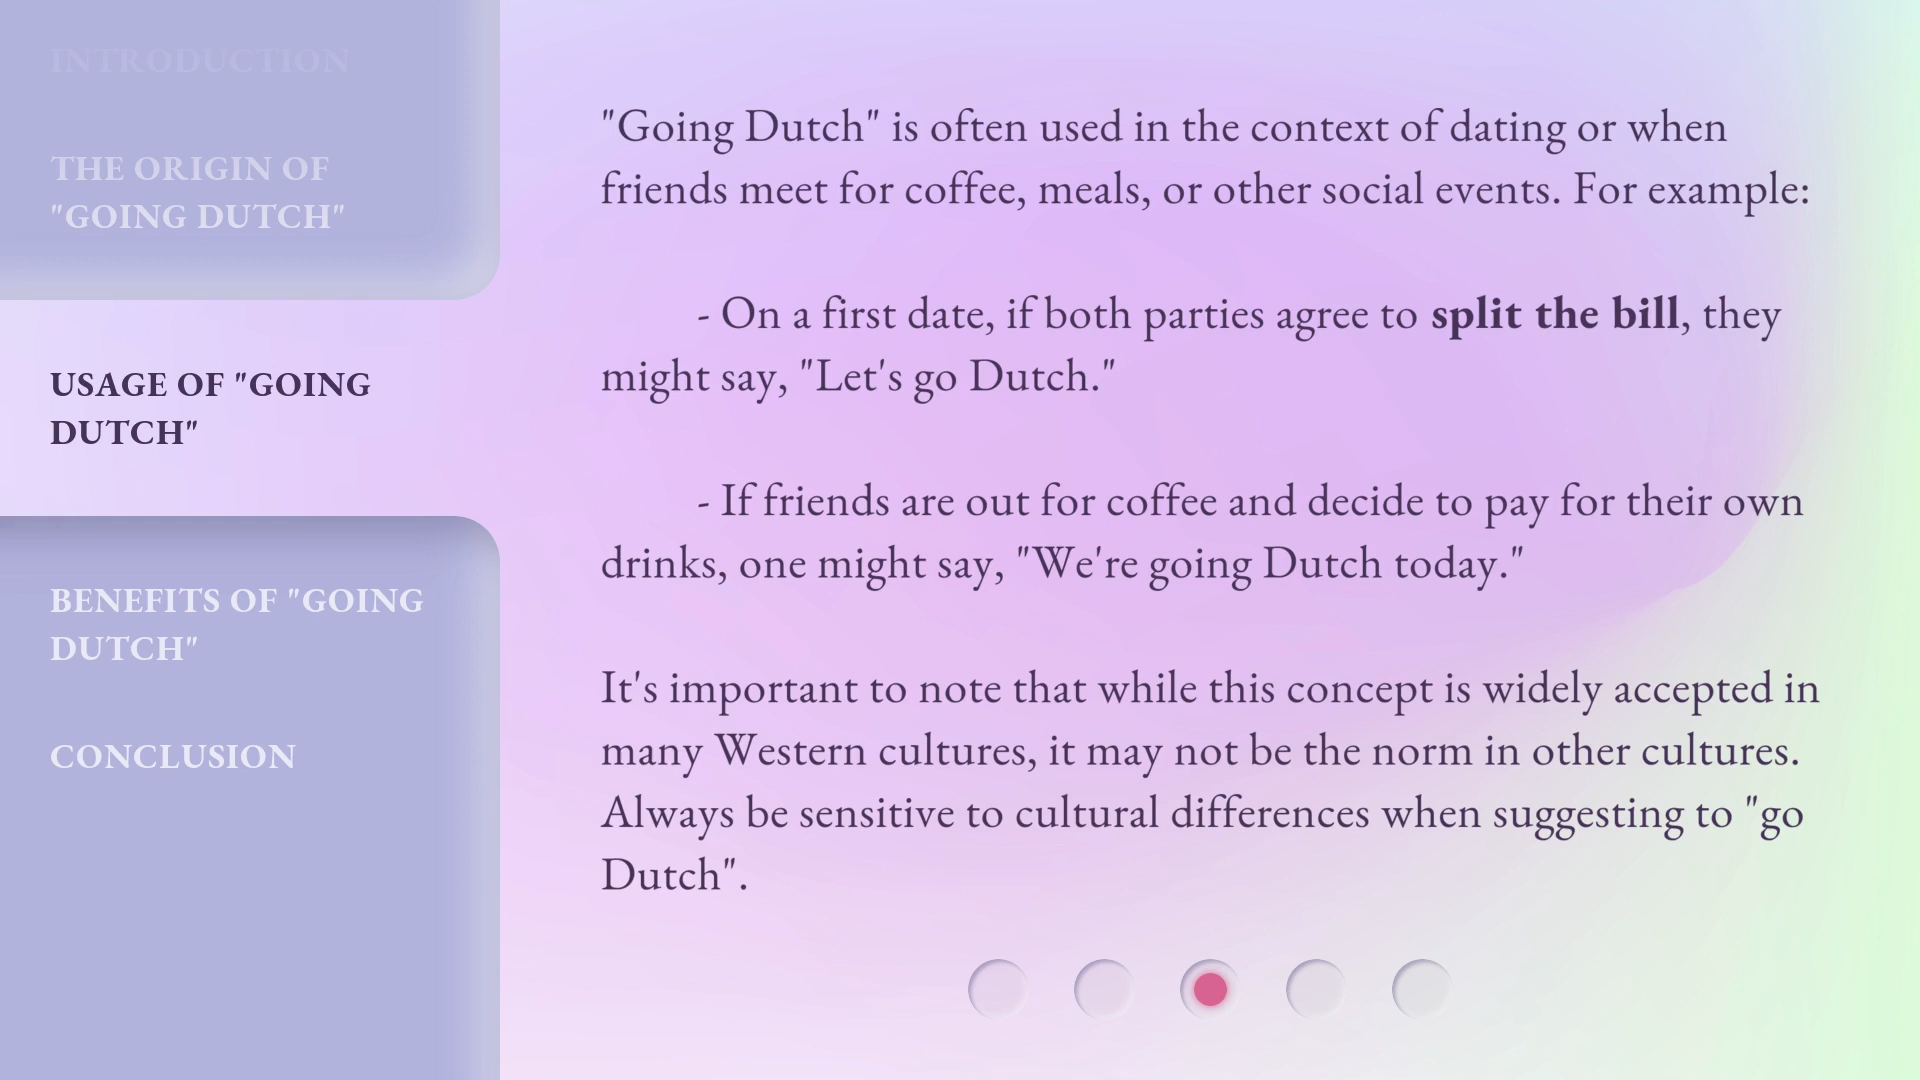 INTRODUCTION
THE ORIGIN OF
"GOING DUTCH"
USAGE OF "GOING
DUTCH"
BENEFITS OF "GOING
DUTCH"
CONCLUSION
"Going Dutch" is often used in the context of dating or when
friends meet for coffee, meals, or other social events. For example:
- On a first date, if both parties agree to split the bill, they
might say, "Let's go Dutch."
- If friends are out for coffee and decide to pay for their own
drinks, one might say, "We're going Dutch today."
It's important to note that while this concept is widely accepted in
many Western cultures, it may not be the norm in other cultures.
Always be sensitive to cultural differences when suggesting to "go
Dutch".